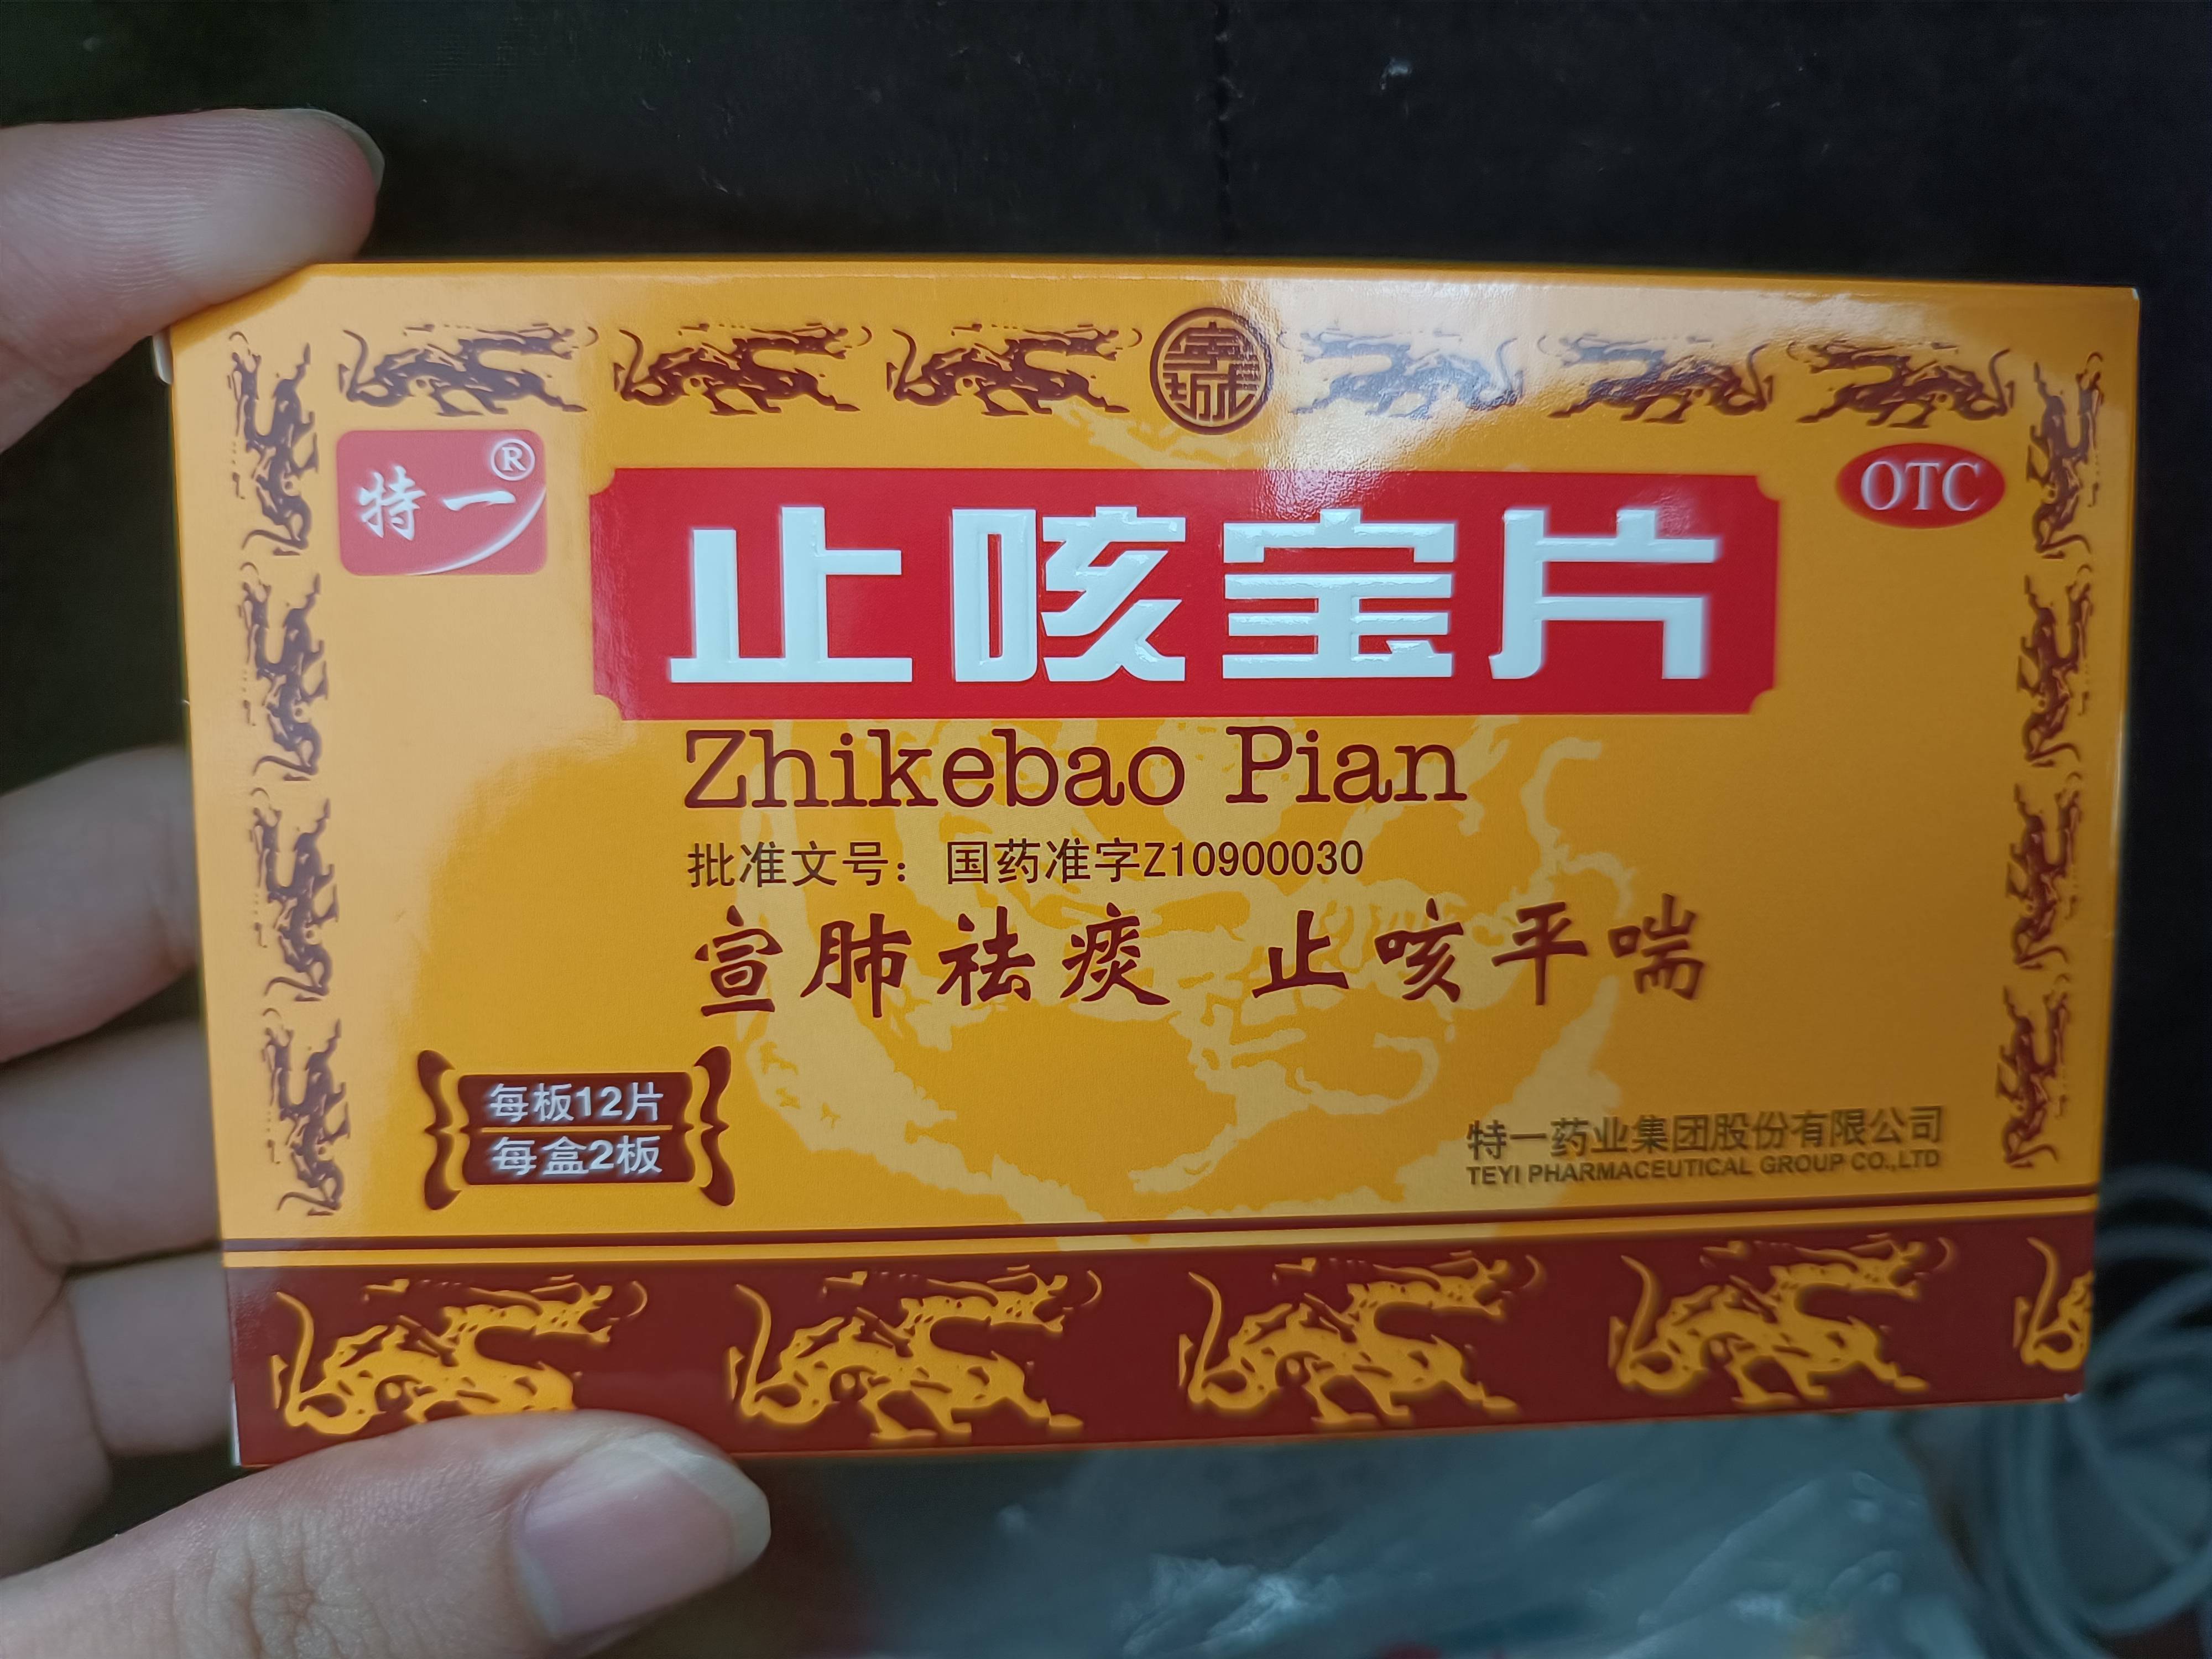 特一®
OTC
止咳宝片
Zhikebao Pian
批准文号：国药准字Z10900030
宣肺祛痰 止咳平喘
每板12片
每盒2板
特一药业集团股份有限公司
TEYI PHARMACEUTICAL GROUP CO.,LTD